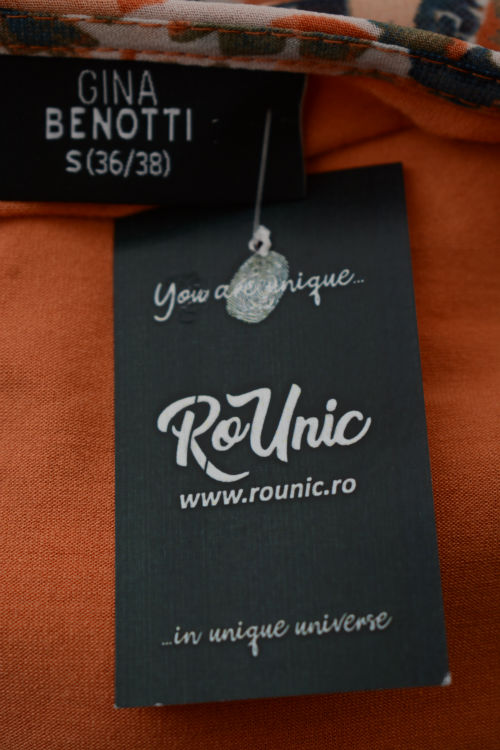 GINA
BENOTTI
S (36/38)
You are unique...
RoUnic
www.rounic.ro
...in unique universe